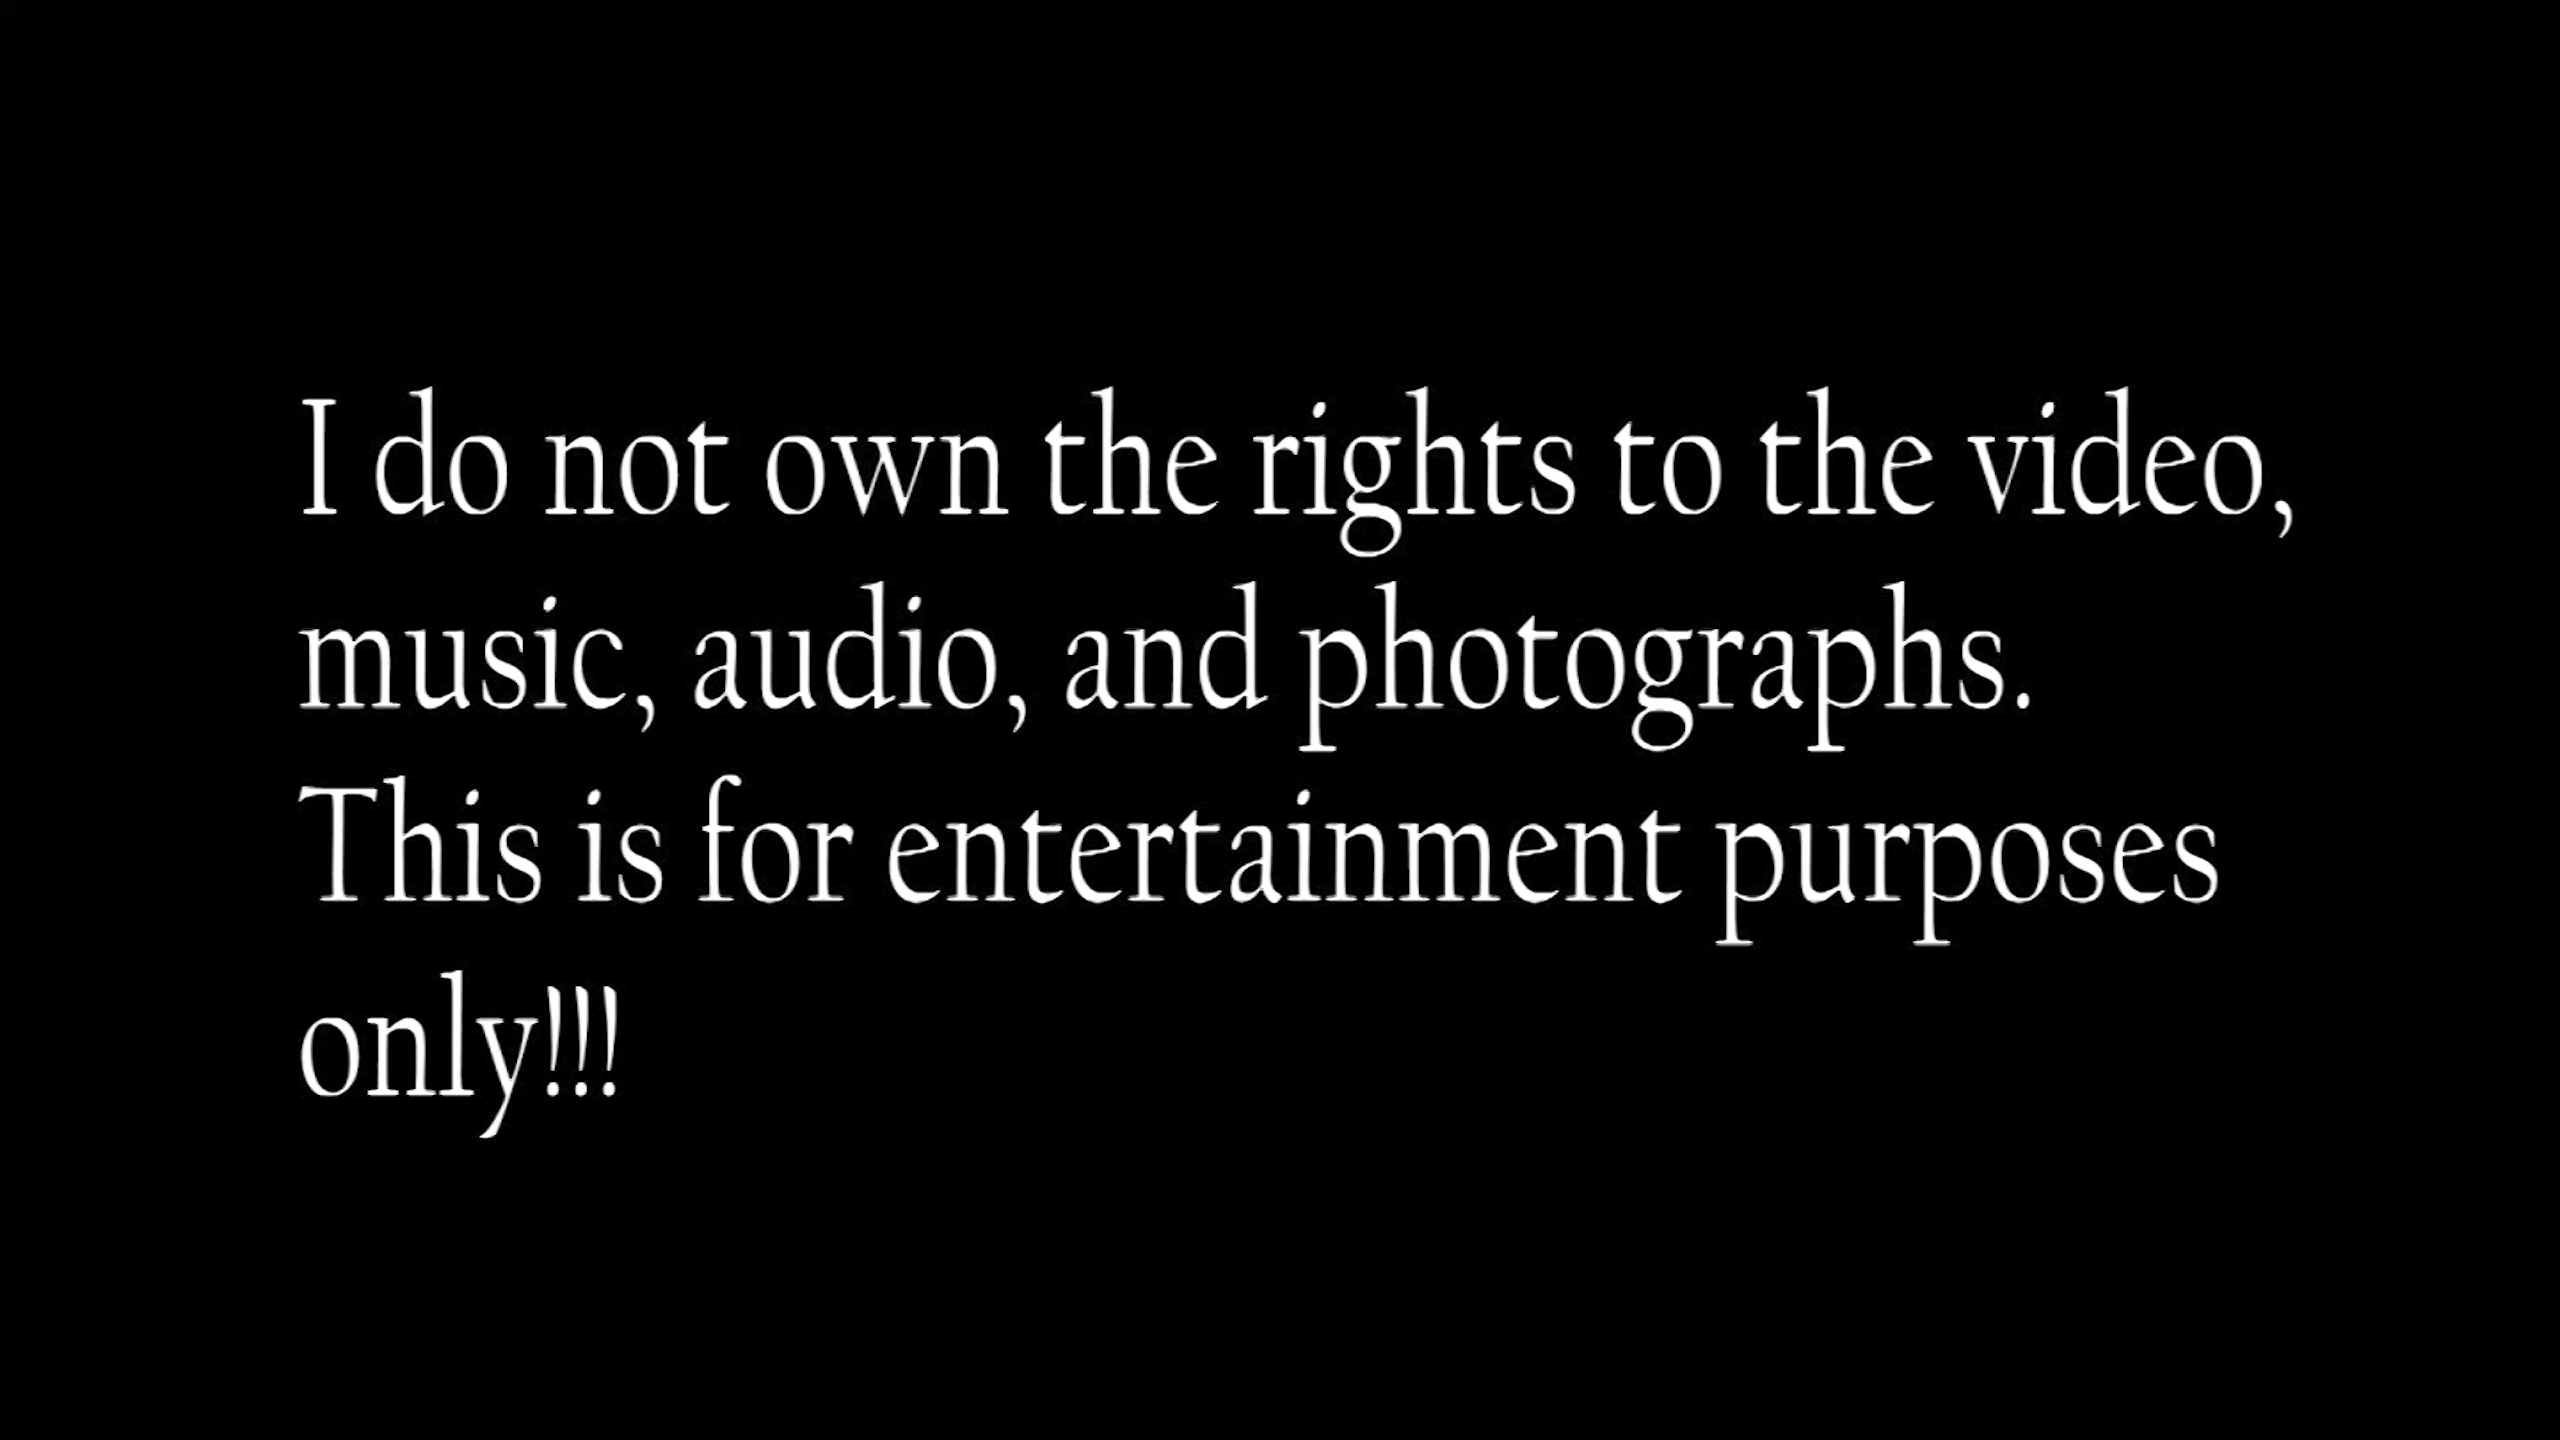 I do not own the rights to the video,
music, audio, and photographs.
This is for entertainment purposes
only!!!